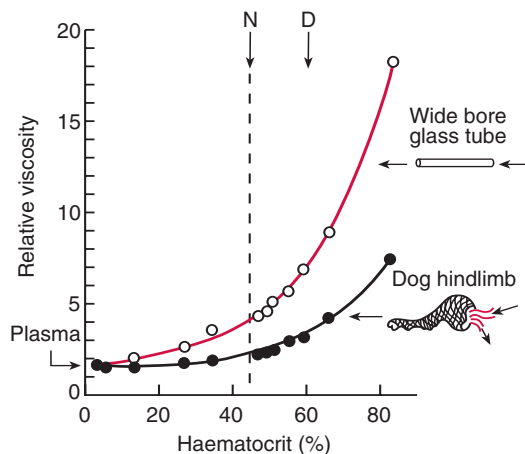 N
D
20
15
10
5
0
Relative viscosity
Plasma
Wide bore
glass tube
Dog hindlimb
0
20
40
60
80
Haematocrit (%)